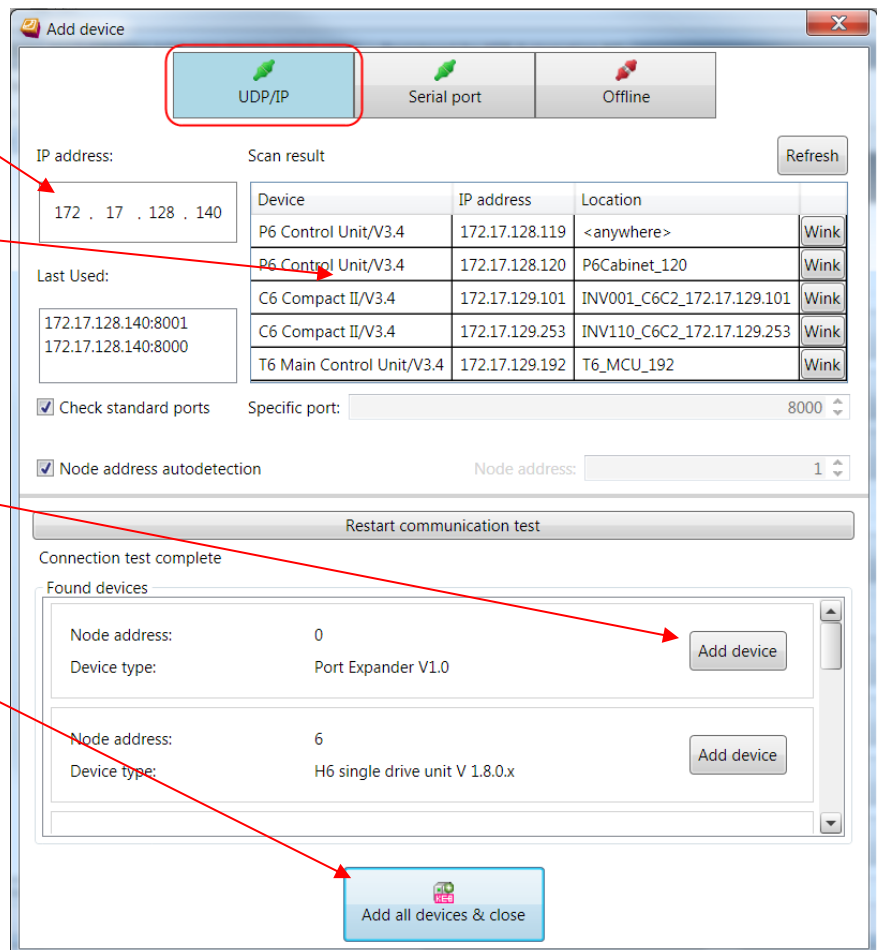 Add device
UDP/IP Serial port Offline
IP address: Scan result Refresh
172 . 17 . 128 . 140
Device IP address Location
P6 Control Unit/V3.4 172.17.128.119 <anywhere> Wink
P6 Control Unit/V3.4 172.17.128.120 P6Cabinet_120 Wink
C6 Compact II/V3.4 172.17.129.101 INV001_C6C2_172.17.129.101 Wink
C6 Compact II/V3.4 172.17.129.253 INV110_C6C2_172.17.129.253 Wink
T6 Main Control Unit/V3.4 172.17.129.192 T6_MCU_192 Wink
Last Used:
172.17.128.140:8001
172.17.128.140:8000
Check standard ports Specific port: 8000
Node address autodetection Node address: 1
Restart communication test
Connection test complete
Found devices
Node address: 0
Device type: Port Expander V1.0
Add device
Node address: 6
Device type: H6 single drive unit V 1.8.0.x
Add device
KEB
Add all devices & close